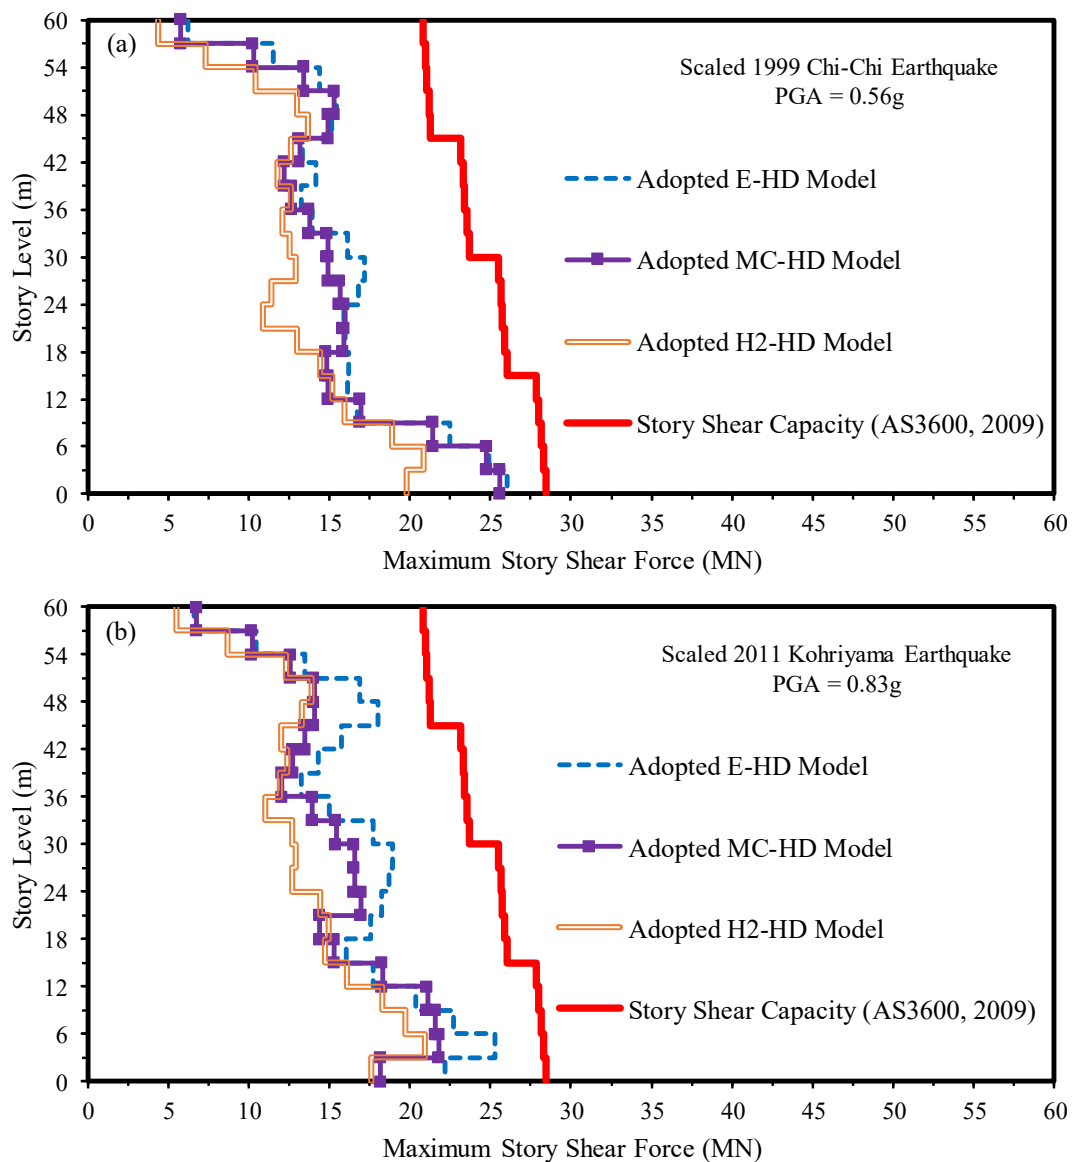 (a)
Scaled 1999 Chi-Chi Earthquake
PGA = 0.56g
Adopted E-HD Model
Adopted MC-HD Model
Adopted H2-HD Model
Story Shear Capacity (AS3600, 2009)
Story Level (m)
60
54
48
42
36
30
24
18
12
6
0
0 5 10 15 20 25 30 35 40 45 50 55 60
Maximum Story Shear Force (MN)
(b)
Scaled 2011 Kohriyama Earthquake
PGA = 0.83g
Adopted E-HD Model
Adopted MC-HD Model
Adopted H2-HD Model
Story Shear Capacity (AS3600, 2009)
Story Level (m)
60
54
48
42
36
30
24
18
12
6
0
0 5 10 15 20 25 30 35 40 45 50 55 60
Maximum Story Shear Force (MN)